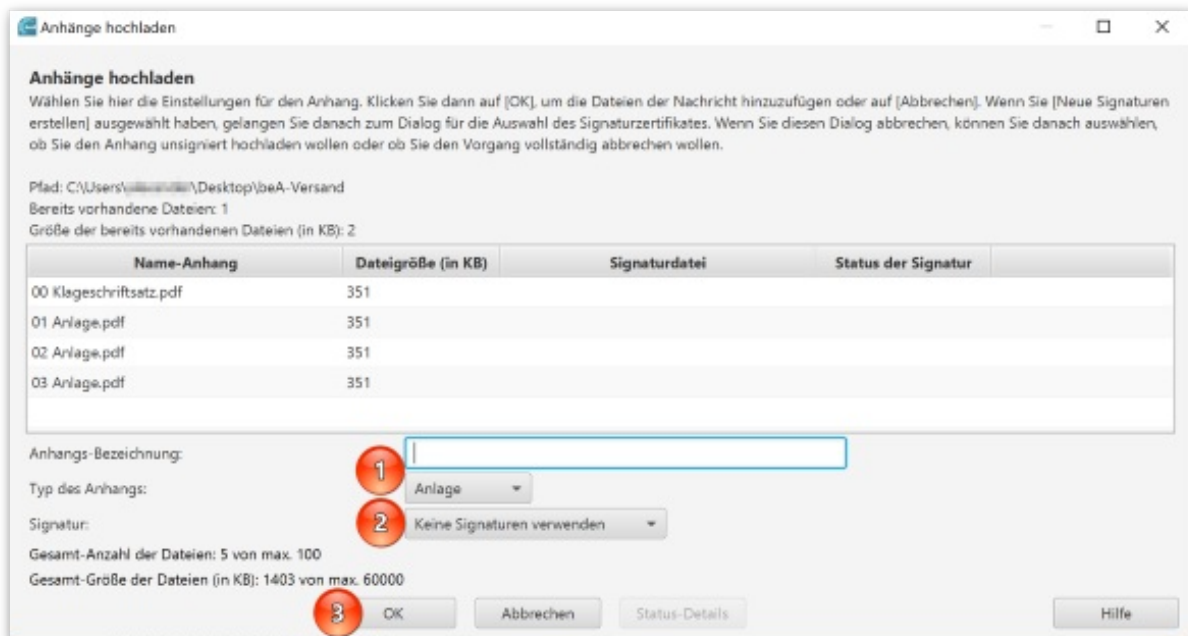 Anhänge hochladen
Anhänge hochladen
Wählen Sie hier die Einstellungen für den Anhang. Klicken Sie dann auf [OK], um die Dateien der Nachricht hinzuzufügen oder auf [Abbrechen]. Wenn Sie [Neue Signaturen
erstellen] ausgewählt haben, gelangen Sie danach zum Dialog für die Auswahl des Signaturzertifikates. Wenn Sie diesen Dialog abbrechen, können Sie danach auswählen,
ob Sie den Anhang unsigniert hochladen wollen oder ob Sie den Vorgang vollständig abbrechen wollen.
Pfad: C:\Users\ \Desktop\beA-Versand
Bereits vorhandene Dateien: 1
Größe der bereits vorhandenen Dateien (in KB): 2
Name-Anhang Dateigröße (in KB) Signaturdatei Status der Signatur
00 Klageschriftsatz.pdf 351
01 Anlage.pdf 351
02 Anlage.pdf 351
03 Anlage.pdf 351
Anhangs-Bezeichnung:
1
Typ des Anhangs: Anlage
Signatur: 2 Keine Signaturen verwenden
Gesamt-Anzahl der Dateien: 5 von max. 100
Gesamt-Größe der Dateien (in KB): 1403 von max. 60000
3 OK Abbrechen Status-Details Hilfe